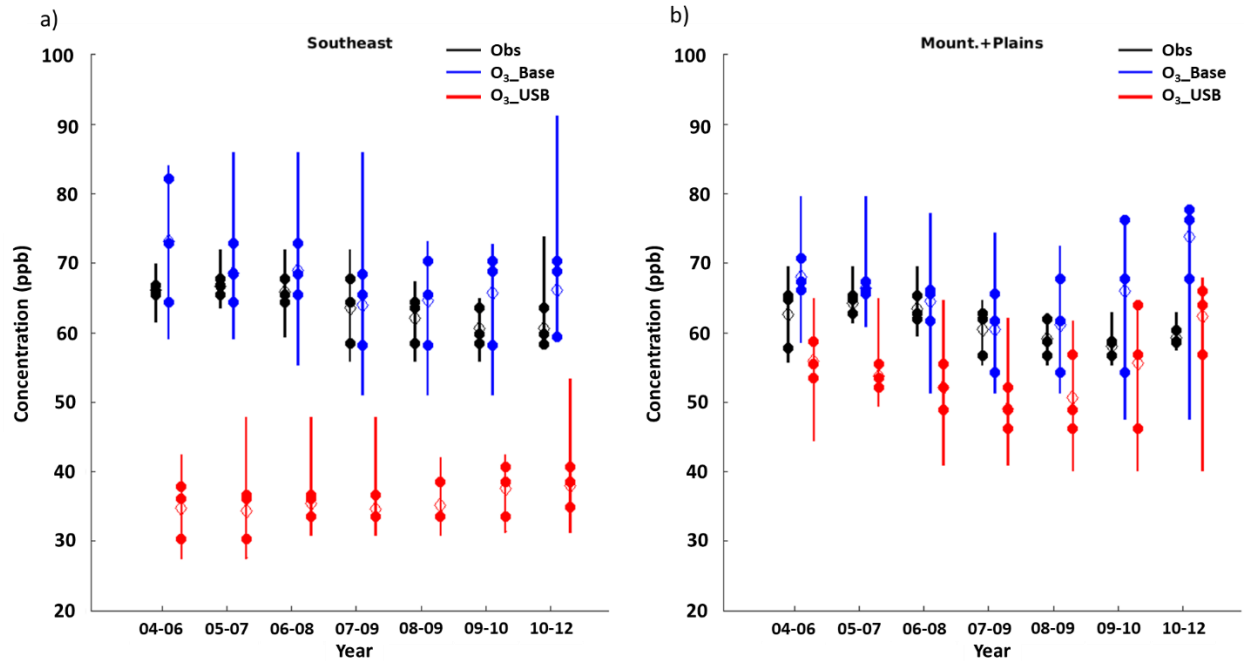 a)
Southeast
Obs
O₃_Base
O₃_USB
Concentration (ppb)
100
90
80
70
60
50
40
30
20
04-06 05-07 06-08 07-09 08-09 09-10 10-12
Year
b)
Mount.+Plains
Obs
O₃_Base
O₃_USB
Concentration (ppb)
100
90
80
70
60
50
40
30
20
04-06 05-07 06-08 07-09 08-09 09-10 10-12
Year